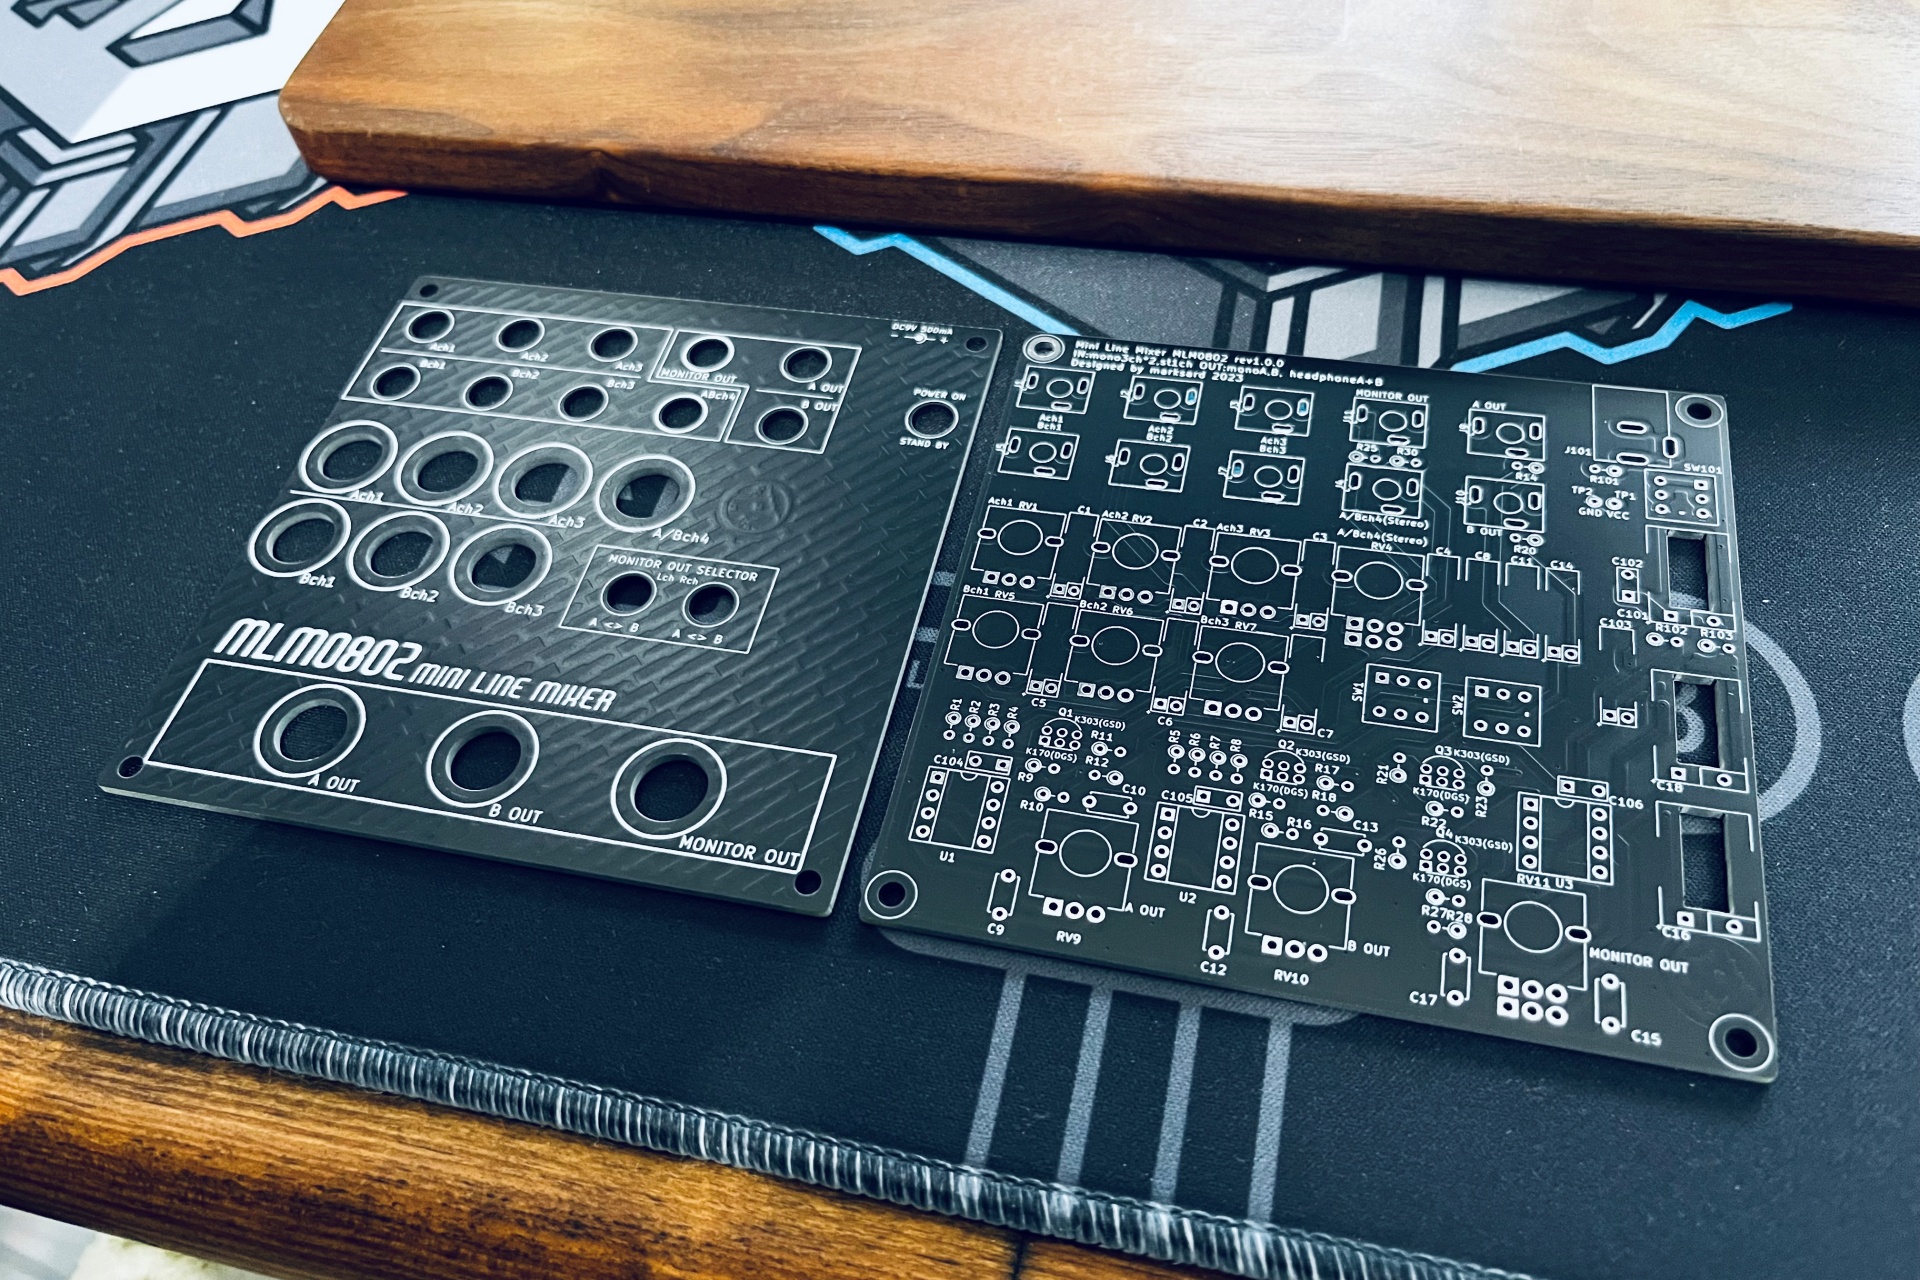 DC9V 500mA
- +
Ach1
Ach2
Ach3
MONITOR OUT
A OUT
Bch1
Bch2
Bch3
ABch4
B OUT
POWER ON
STAND BY
Ach1
Ach2
Ach3
A/Bch4
Bch1
Bch2
Bch3
MONITOR OUT SELECTOR
Lch Rch
A <> B
A <> B
MLM0802 MINI LINE MIXER
A OUT
B OUT
MONITOR OUT
Mini Line Mixer MLM0802 rev1.0.0
IN:mono3ch*2.st1ch OUT:monoA.B. headphoneA+B
Designed by marksard 2023
MONITOR OUT
A OUT
Ach1
Bch1
Ach2
Bch2
Ach3
Bch3
R25
R30
R14
J101
R101
SW101
TP2
TP1
GND
VCC
A/Bch4(Stereo)
B OUT
R20
Ach1 RV1
C1
Ach2 RV2
C2
Ach3 RV3
C3
A/Bch4(Stereo)
RV4
C4
C8
C11
C14
C102
C101
Bch1 RV5
Bch2 RV6
Bch3 RV7
C103
R102
R103
C5
C6
C7
SW1
SW2
R1
R2
R3
R4
Q1
K303(GSD)
K170(DGS)
R11
R12
R5
R6
R7
R8
Q2
K303(GSD)
K170(DGS)
R17
R18
R21
Q3
K303(GSD)
K170(DGS)
R23
R22
C18
C104
R9
R10
C10
C105
R15
R16
C13
C106
Q4
K303(GSD)
K170(DGS)
R26
R27
R28
U1
U2
RV11
U3
C9
RV9
A OUT
C12
RV10
B OUT
C17
MONITOR OUT
C16
C15